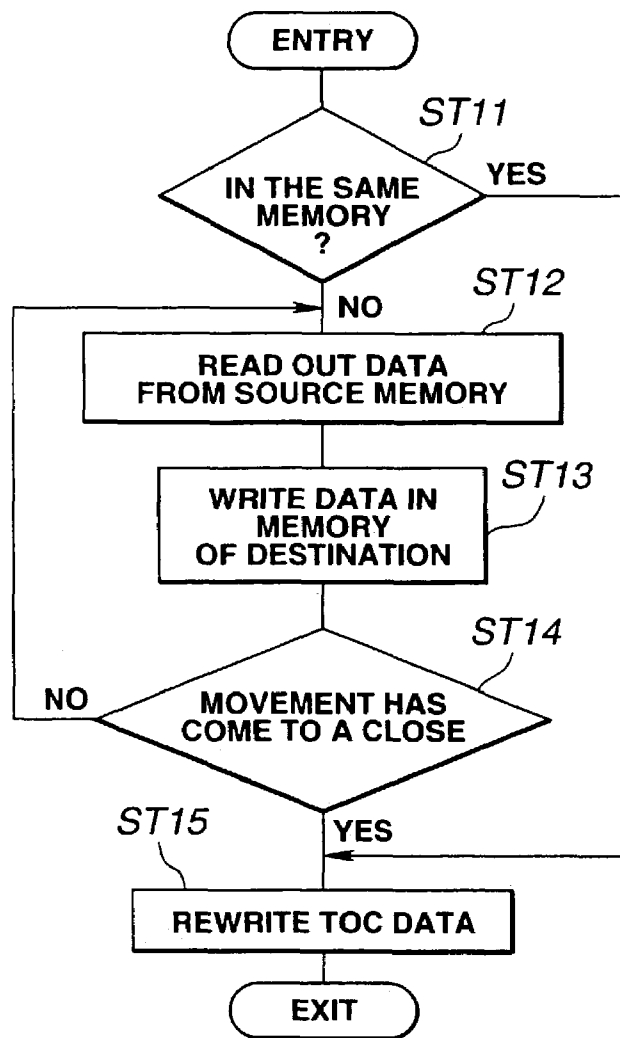 ENTRY
ST11
IN THE SAME
MEMORY
?
YES
NO
ST12
READ OUT DATA
FROM SOURCE MEMORY
ST13
WRITE DATA IN
MEMORY
OF DESTINATION
ST14
NO
MOVEMENT HAS
COME TO A CLOSE
ST15
YES
REWRITE TOC DATA
EXIT